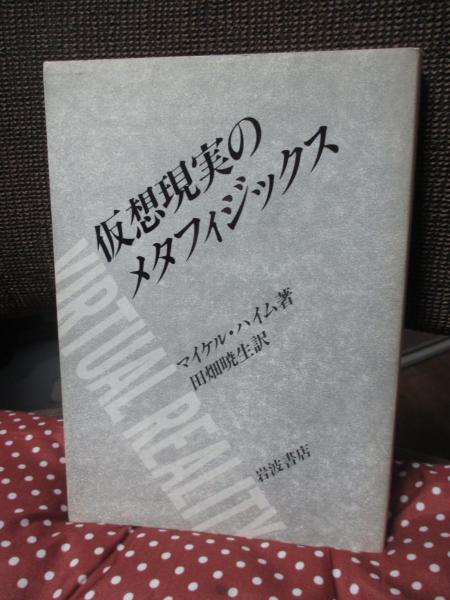 仮想現実の
メタフィジックス
VIRTUAL REALITY
マイケル・ハイム著
田畑暁生訳
岩波書店